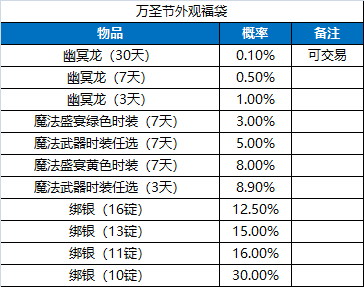 万圣节外观福袋
物品 概率 备注
幽冥龙（30天） 0.10% 可交易
幽冥龙（7天） 0.50%
幽冥龙（3天） 1.00%
魔法盛宴绿色时装（7天） 3.00%
魔法武器时装任选（7天） 5.00%
魔法盛宴黄色时装（7天） 8.00%
魔法武器时装任选（3天） 8.90%
绑银（16锭） 12.50%
绑银（13锭） 15.00%
绑银（11锭） 16.00%
绑银（10锭） 30.00%